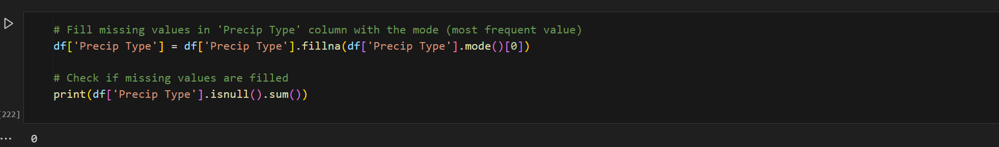 # Fill missing values in 'Precip Type' column with the mode (most frequent value)
df['Precip Type'] = df['Precip Type'].fillna(df['Precip Type'].mode()[0])
# Check if missing values are filled
print(df['Precip Type'].isnull().sum())
[222]
... 0